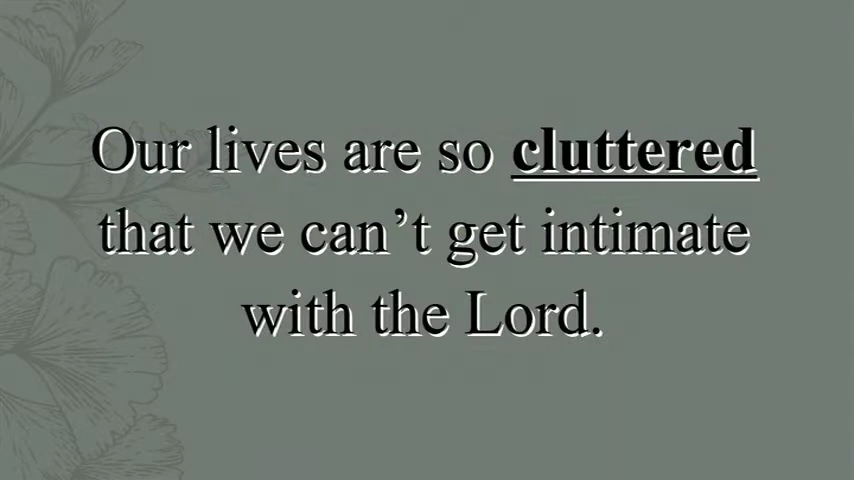 Our lives are so cluttered
that we can’t get intimate
with the Lord.